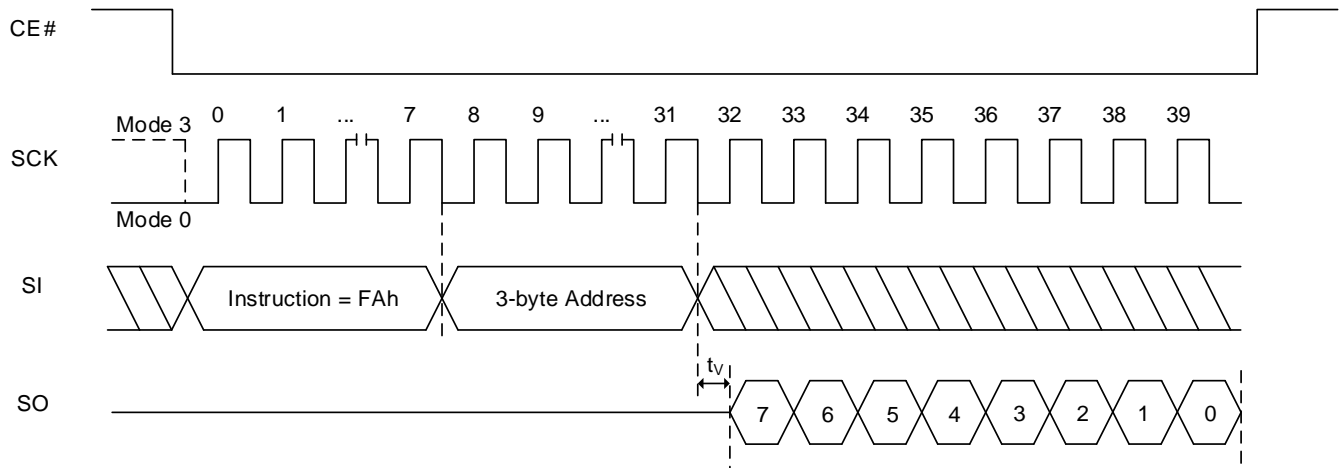 CE#
0 1 ... 7 8 9 ... 31 32 33 34 35 36 37 38 39
Mode 3
SCK
Mode 0
SI
Instruction = FAh
3-byte Address
tV
SO
7 6 5 4 3 2 1 0